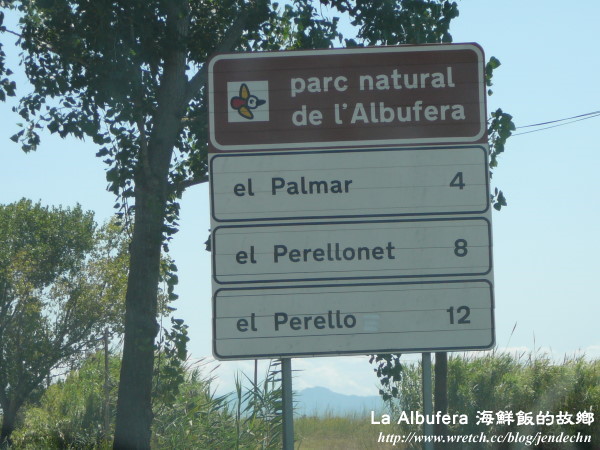 parc natural
de l'Albufera
el Palmar 4
el Perellonet 8
el Perello 12
La Albufera 海鮮飯的故鄉
http://www.wretch.cc/blog/jendechn